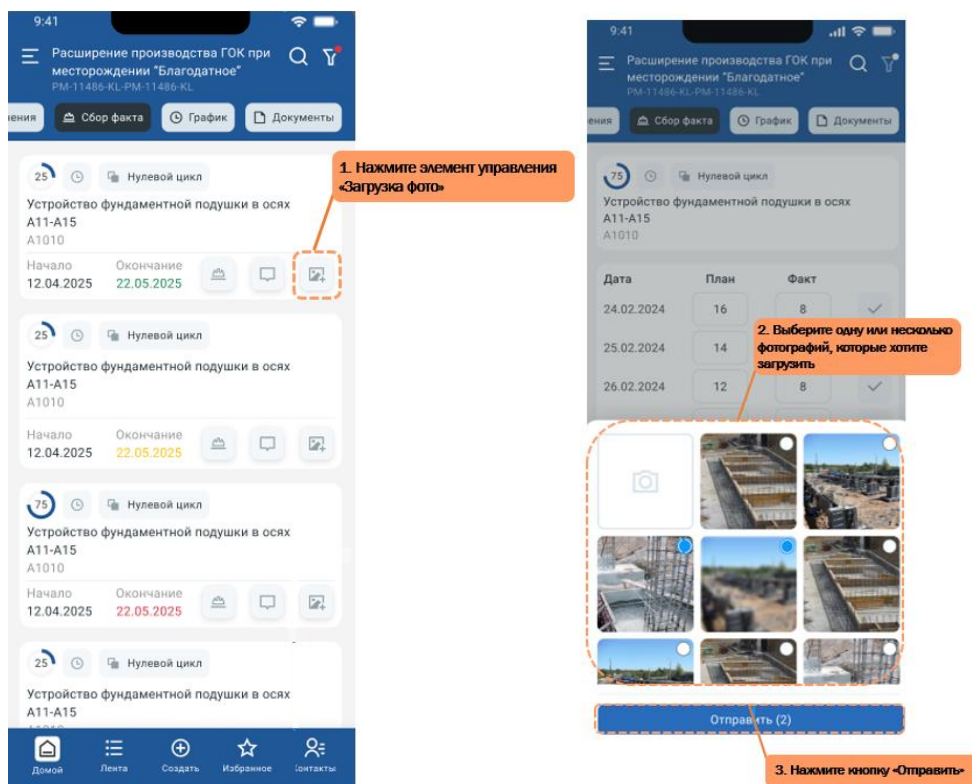 9:41
Расширение производства ГОК при
месторождении "Благодатное"
PM-11486-KL-PM-11486-KL
ения
Сбор факта
График
Документы
25
Нулевой цикл
Устройство фундаментной подушки в осях
А11-А15
А1010
Начало
Окончание
12.04.2025
22.05.2025
25
Нулевой цикл
Устройство фундаментной подушки в осях
А11-А15
А1010
Начало
Окончание
12.04.2025
22.05.2025
75
Нулевой цикл
Устройство фундаментной подушки в осях
А11-А15
А1010
Начало
Окончание
12.04.2025
22.05.2025
25
Нулевой цикл
Устройство фундаментной подушки в осях
А11-А15
Домой
Лента
Создать
Избранное
Контакты
1. Нажмите элемент управления
«Загрузка фото»
9:41
Расширение производства ГОК при
месторождении "Благодатное"
PM-11486-KL-PM-11486-KL
ения
Сбор факта
График
Документы
75
Нулевой цикл
Устройство фундаментной подушки в осях
А11-А15
А1010
Дата
План
Факт
24.02.2024
16
8
25.02.2024
14
26.02.2024
12
8
2. Выберите одну или несколько
фотографий, которые хотите
загрузить
Отправить (2)
3. Нажмите кнопку «Отправить»